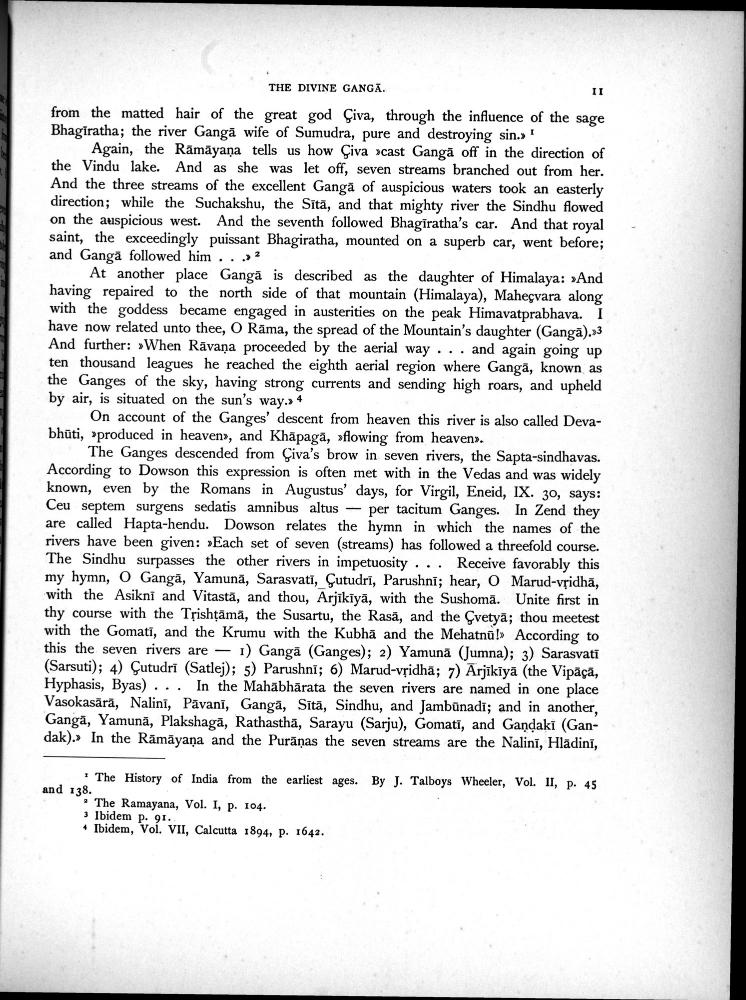 THE DIVINE GANGĀ.
11
from the matted hair of the great god Çiva, through the influence of the sage
Bhagīratha; the river Gangā wife of Sumudra, pure and destroying sin.» ¹
Again, the Rāmāyaṇa tells us how Çiva »cast Gangā off in the direction of
the Vindu lake. And as she was let off, seven streams branched out from her.
And the three streams of the excellent Gangā of auspicious waters took an easterly
direction; while the Suchakshu, the Sītā, and that mighty river the Sindhu flowed
on the auspicious west. And the seventh followed Bhagīratha's car. And that royal
saint, the exceedingly puissant Bhagiratha, mounted on a superb car, went before;
and Gangā followed him . . .» ²
At another place Gangā is described as the daughter of Himalaya: »And
having repaired to the north side of that mountain (Himalaya), Maheçvara along
with the goddess became engaged in austerities on the peak Himavatprabhava. I
have now related unto thee, O Rāma, the spread of the Mountain's daughter (Gangā).»³
And further: »When Rāvaṇa proceeded by the aerial way . . . and again going up
ten thousand leagues he reached the eighth aerial region where Gangā, known as
the Ganges of the sky, having strong currents and sending high roars, and upheld
by air, is situated on the sun's way.» ⁴
On account of the Ganges' descent from heaven this river is also called Deva-
bhūti, »produced in heaven», and Khāpagā, »flowing from heaven».
The Ganges descended from Çiva's brow in seven rivers, the Sapta-sindhavas.
According to Dowson this expression is often met with in the Vedas and was widely
known, even by the Romans in Augustus' days, for Virgil, Eneid, IX. 30, says:
Ceu septem surgens sedatis amnibus altus — per tacitum Ganges. In Zend they
are called Hapta-hendu. Dowson relates the hymn in which the names of the
rivers have been given: »Each set of seven (streams) has followed a threefold course.
The Sindhu surpasses the other rivers in impetuosity . . . Receive favorably this
my hymn, O Gangā, Yamunā, Sarasvatī, Çutudrī, Parushnī; hear, O Marud-vṛidhā,
with the Asiknī and Vitastā, and thou, Ārjīkīyā, with the Sushomā. Unite first in
thy course with the Tṛishṭāmā, the Susartu, the Rasā, and the Çvetyā; thou meetest
with the Gomatī, and the Krumu with the Kubhā and the Mehatnū!» According to
this the seven rivers are — 1) Gangā (Ganges); 2) Yamunā (Jumna); 3) Sarasvatī
(Sarsuti); 4) Çutudrī (Satlej); 5) Parushnī; 6) Marud-vṛidhā; 7) Ārjīkīyā (the Vipāçā,
Hyphasis, Byas) . . . In the Mahābhārata the seven rivers are named in one place
Vasokasārā, Nalinī, Pāvanī, Gangā, Sītā, Sindhu, and Jambūnadī; and in another,
Gangā, Yamunā, Plakshagā, Rathasthā, Sarayu (Sarju), Gomatī, and Gaṇḍakī (Gan-
dak).» In the Rāmāyaṇa and the Purāṇas the seven streams are the Nalinī, Hlādinī,
¹ The History of India from the earliest ages. By J. Talboys Wheeler, Vol. II, p. 45
and 138.
² The Ramayana, Vol. I, p. 104.
³ Ibidem p. 91.
⁴ Ibidem, Vol. VII, Calcutta 1894, p. 1642.